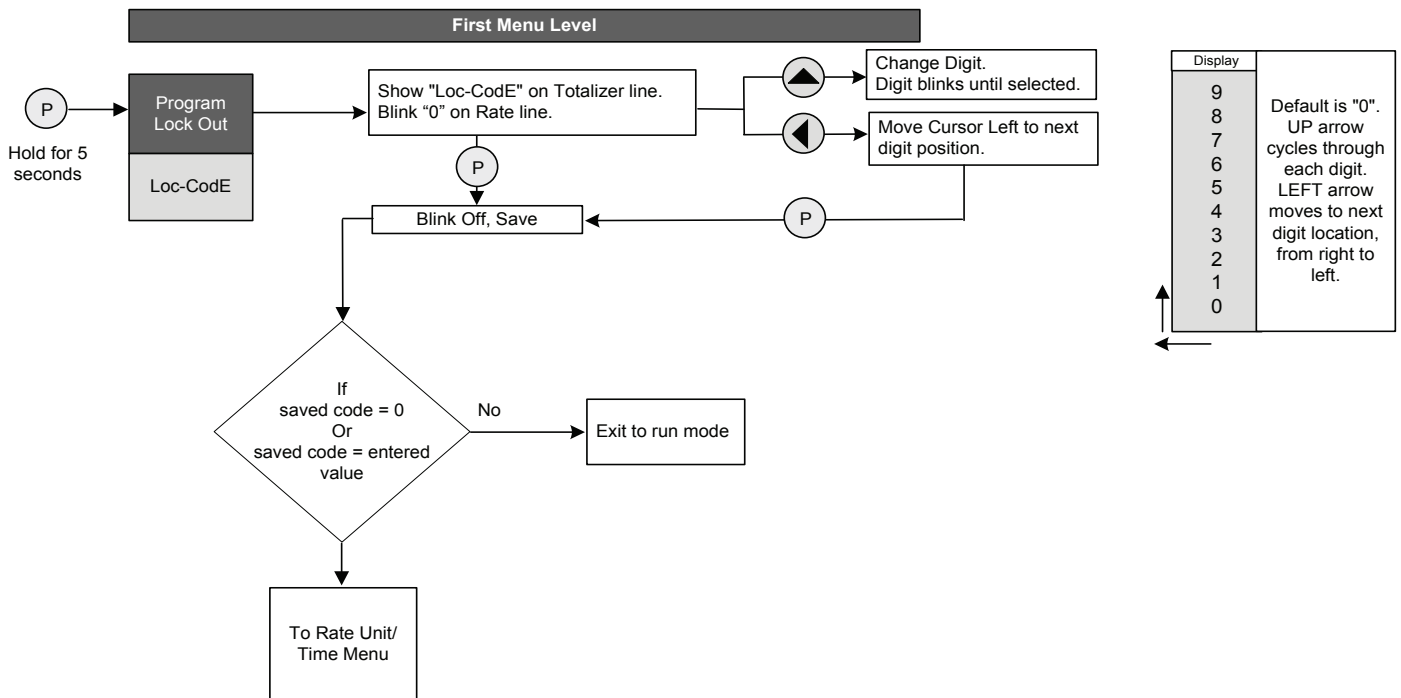 First Menu Level
P
Hold for 5
seconds
Program
Lock Out
Loc-CodE
Show "Loc-CodE" on Totalizer line.
Blink “0” on Rate line.
Change Digit.
Digit blinks until selected.
Move Cursor Left to next
digit position.
P
P
Blink Off, Save
If
saved code = 0
Or
saved code = entered
value
No
Exit to run mode
To Rate Unit/
Time Menu
Display
9
8
7
6
5
4
3
2
1
0
Default is "0".
UP arrow
cycles through
each digit.
LEFT arrow
moves to next
digit location,
from right to
left.